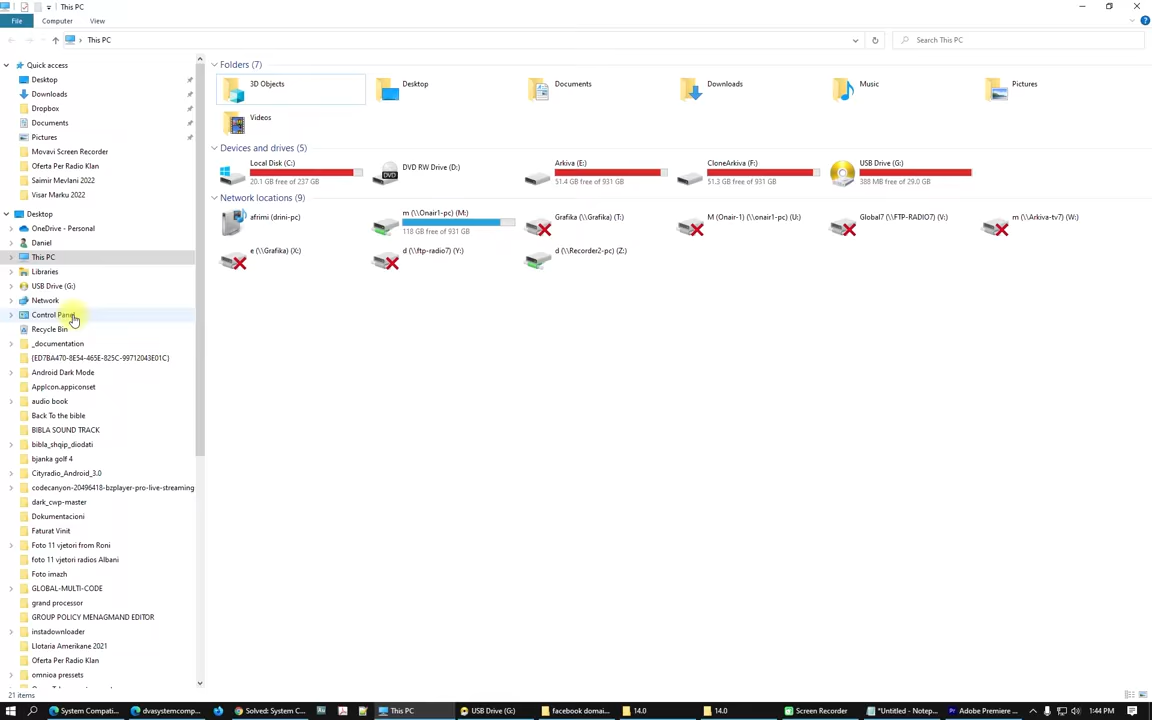 This PC
File
Computer
View
This PC
Search This PC
Quick access
Desktop
Downloads
Dropbox
Documents
Pictures
Movavi Screen Recorder
Oferta Per Radio Klan
Saimir Mevlani 2022
Visar Marku 2022
Desktop
OneDrive - Personal
Daniel
This PC
Libraries
USB Drive (G:)
Network
Control Panel
Recycle Bin
_documentation
{ED7BA470-8E54-465E-825C-99712043E01C}
Android Dark Mode
AppIcon.appiconset
audio book
Back To the bible
BIBLA SOUND TRACK
bibla_shqip_diodati
bjanka golf 4
Cityradio_Android_3.0
codecanyon-20496418-bzplayer-pro-live-streaming
dark_cwp-master
Dokumentacioni
Faturat Vinit
Foto 11 vjetori from Roni
foto 11 vjetori radios Albani
Foto imazh
GLOBAL-MULTI-CODE
grand processor
GROUP POLICY MENAGMAND EDITOR
instadownloader
Llotaria Amerikane 2021
Oferta Per Radio Klan
omnioa pressets
21 items
Folders (7)
3D Objects
Desktop
Documents
Downloads
Music
Pictures
Videos
Devices and drives (5)
Local Disk (C:)
20.1 GB free of 237 GB
DVD RW Drive (D:)
DVD
Arkiva (E:)
51.4 GB free of 931 GB
CloneArkiva (F:)
51.3 GB free of 931 GB
USB Drive (G:)
388 MB free of 29.0 GB
Network locations (9)
afrimi (drini-pc)
m (\\Onair1-pc) (M:)
118 GB free of 931 GB
Grafika (\\Grafika) (T:)
M (Onair-1) (\\onair1-pc) (U:)
Global7 (\\FTP-RADIO7) (V:)
m (\\Arkiva-tv7) (W:)
e (\\Grafika) (X:)
d (\\ftp-radio7) (Y:)
d (\\Recorder2-pc) (Z:)
System Compati...
dvasystemcomp...
Solved: System C...
This PC
USB Drive (G:)
facebook domai...
14.0
14.0
Screen Recorder
*Untitled - Notep...
Adobe Premiere ...
1:44 PM